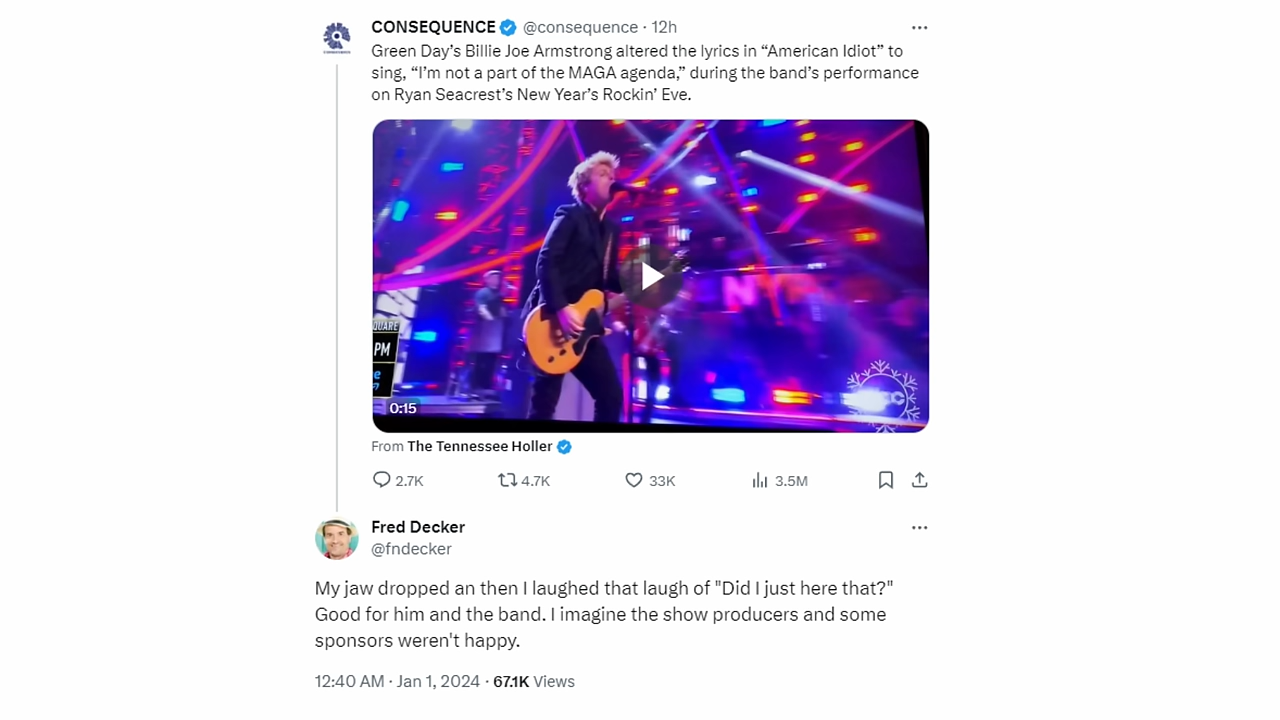 CONSEQUENCE @consequence · 12h
Green Day’s Billie Joe Armstrong altered the lyrics in “American Idiot” to
sing, “I’m not a part of the MAGA agenda,” during the band’s performance
on Ryan Seacrest’s New Year’s Rockin’ Eve.
QUARE
PM
0:15
From The Tennessee Holler
2.7K 4.7K 33K 3.5M
Fred Decker
@fndecker
My jaw dropped an then I laughed that laugh of "Did I just here that?"
Good for him and the band. I imagine the show producers and some
sponsors weren't happy.
12:40 AM · Jan 1, 2024 · 67.1K Views